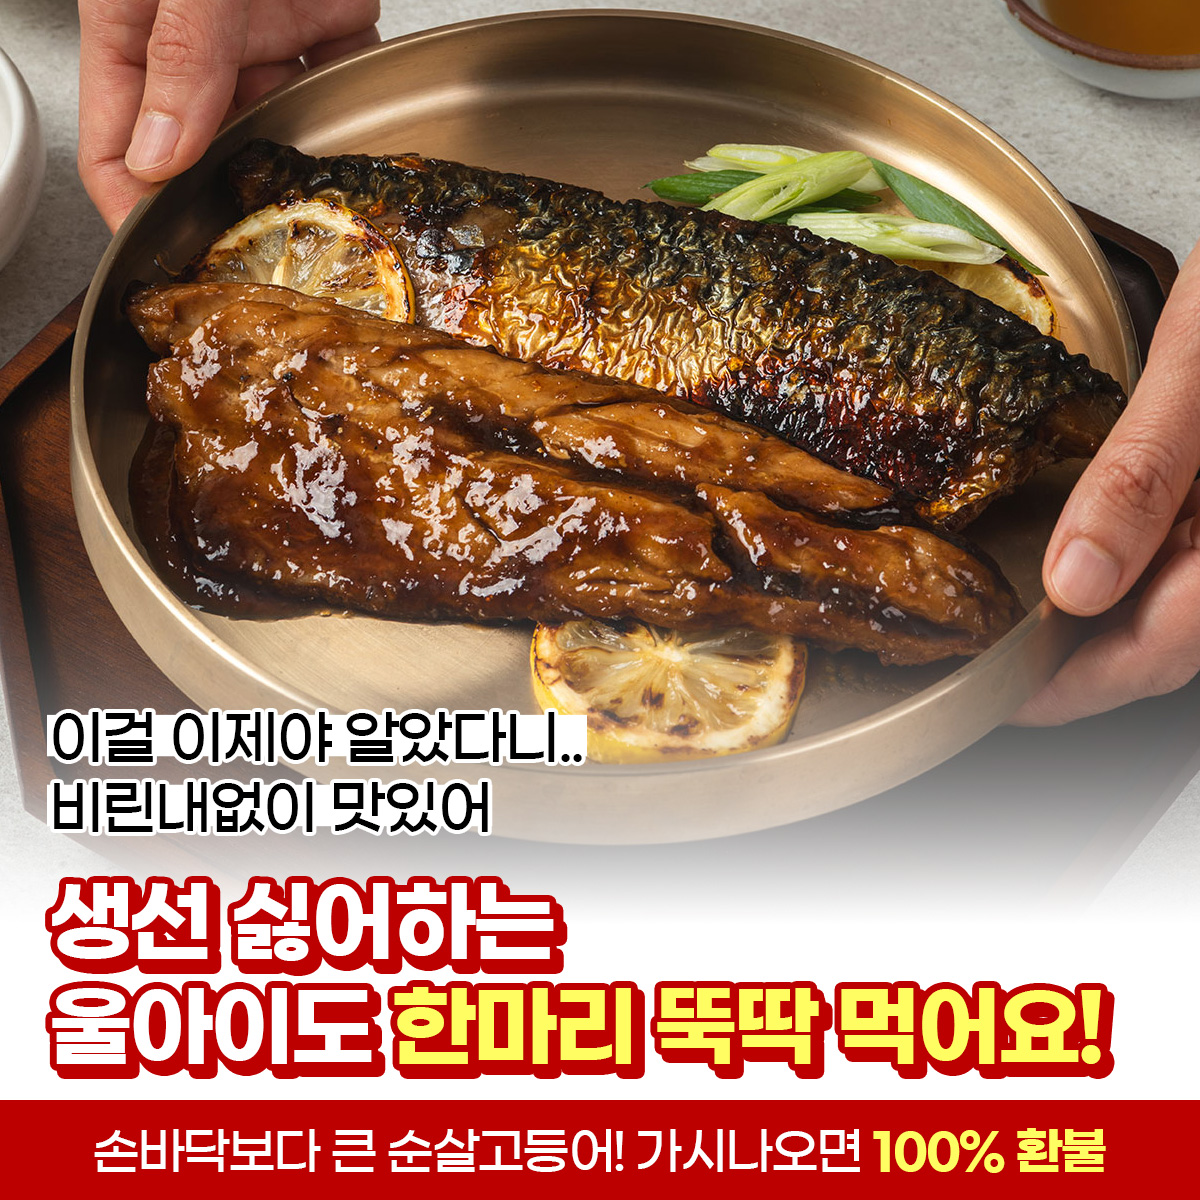 이걸 이제야 알았다니..
비린내없이 맛있어
생선 싫어하는
울아이도 한마리 뚝딱 먹어요!
손바닥보다 큰 순살고등어! 가시나오면 100% 환불